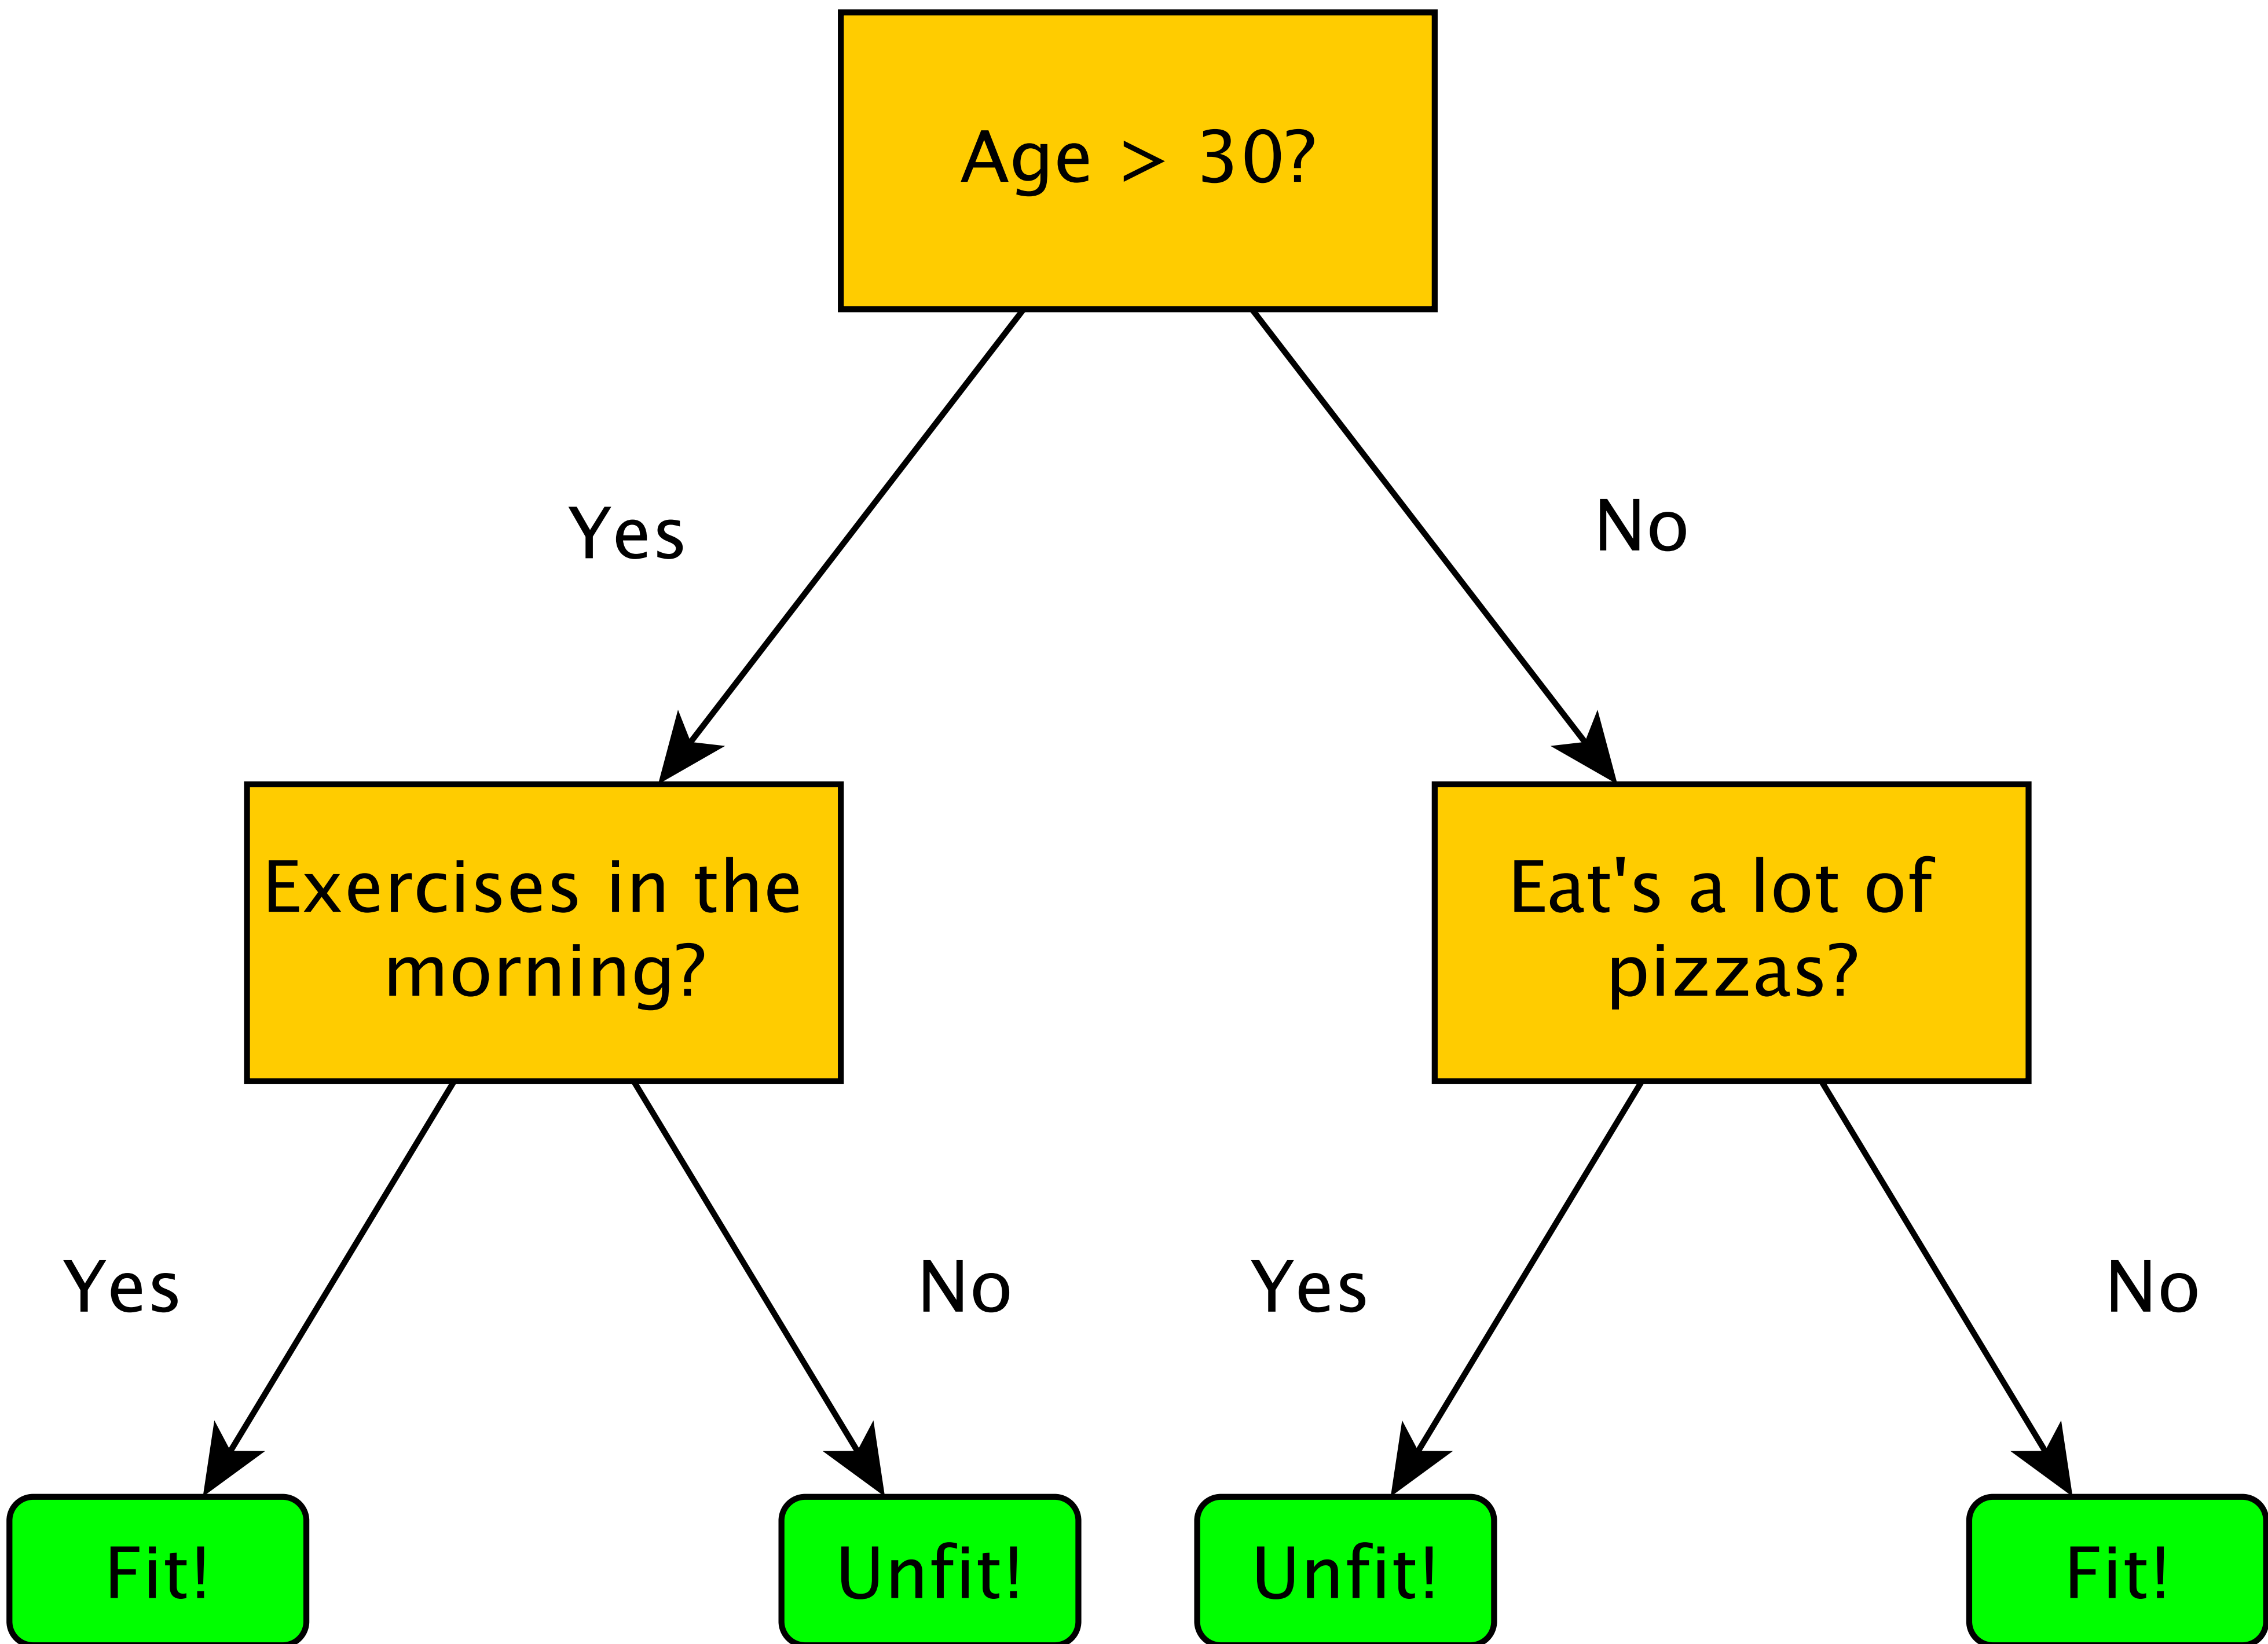 Age > 30?
Yes
No
Exercises in the
morning?
Eat's a lot of
pizzas?
Yes
No
Yes
No
Fit!
Unfit!
Unfit!
Fit!